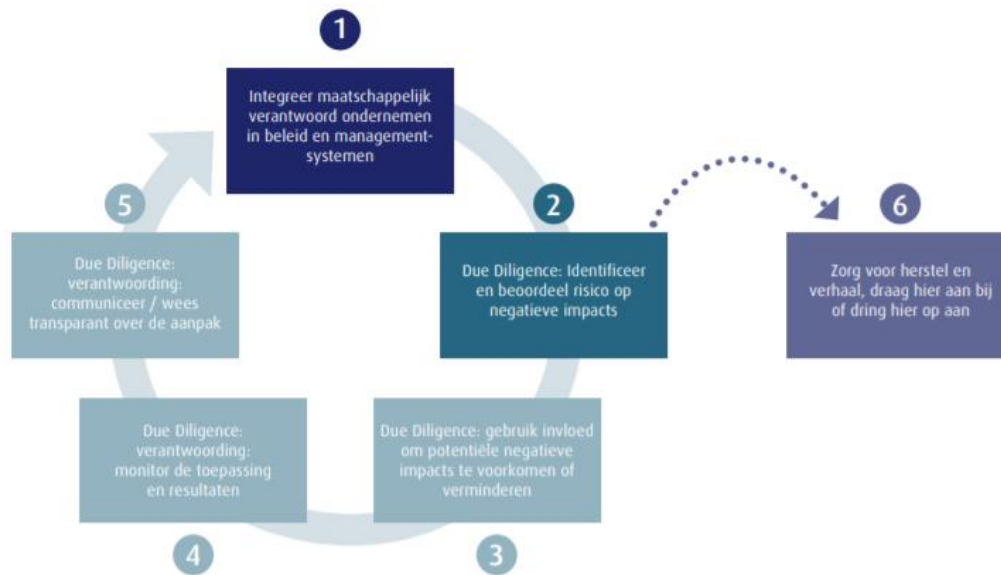 1
Integreer maatschappelijk
verantwoord ondernemen
in beleid en management-
systemen
2
Due Diligence: Identificeer
en beoordeel risico op
negatieve impacts
3
Due Diligence: gebruik invloed
om potentiële negatieve
impacts te voorkomen of
verminderen
4
Due Diligence:
verantwoording:
monitor de toepassing
en resultaten
5
Due Diligence:
verantwoording:
communiceer / wees
transparant over de aanpak
6
Zorg voor herstel en
verhaal, draag hier aan bij
of dring hier op aan